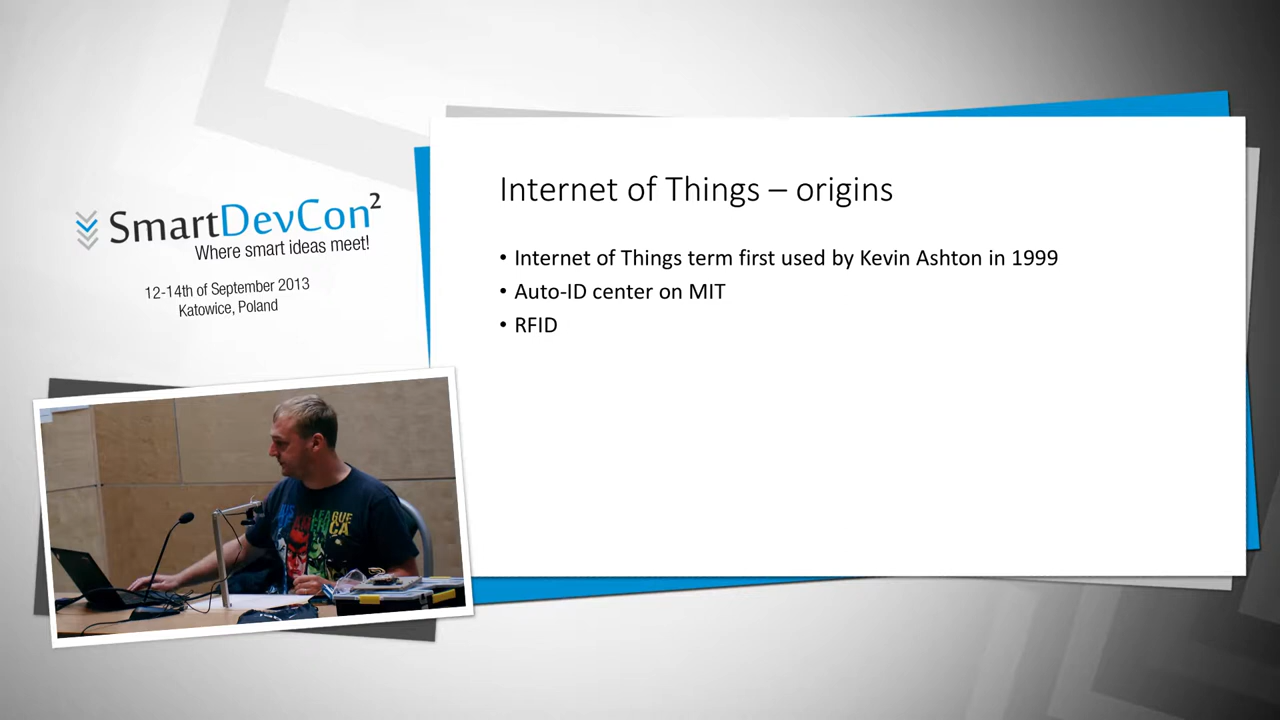 SmartDevCon²
Where smart ideas meet!
12-14th of September 2013
Katowice, Poland
Internet of Things – origins
• Internet of Things term first used by Kevin Ashton in 1999
• Auto-ID center on MIT
• RFID
LEAGUE